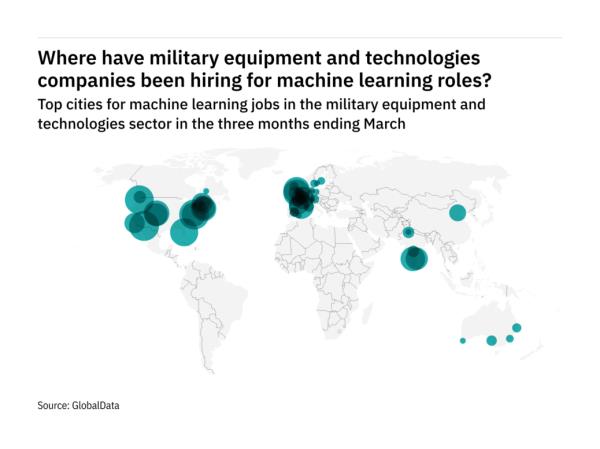 Where have military equipment and technologies
companies been hiring for machine learning roles?
Top cities for machine learning jobs in the military equipment and
technologies sector in the three months ending March
Source: GlobalData